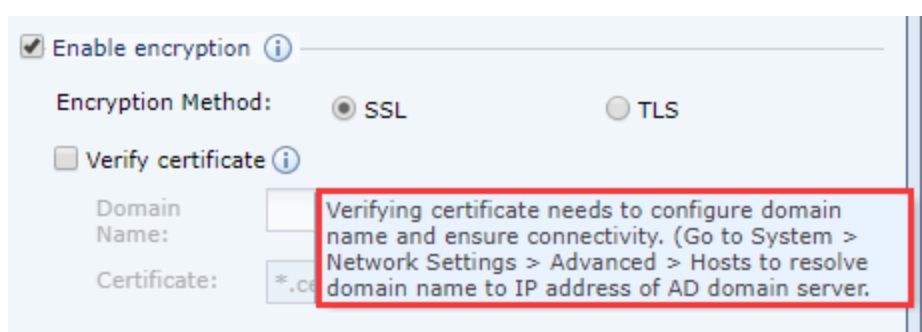 Enable encryption
Encryption Method: SSL TLS
Verify certificate
Domain
Name:
Verifying certificate needs to configure domain
name and ensure connectivity. (Go to System >
Network Settings > Advanced > Hosts to resolve
domain name to IP address of AD domain server.
Certificate: *.ce